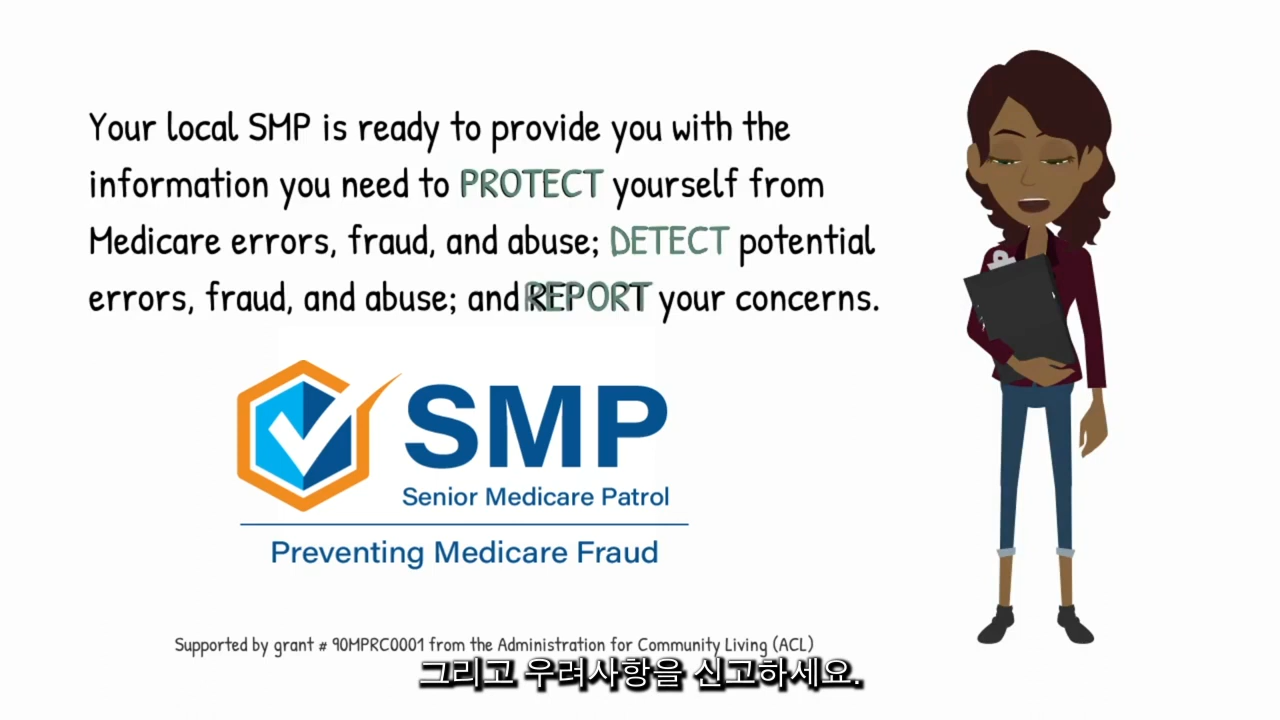 Your local SMP is ready to provide you with the
information you need to PROTECT yourself from
Medicare errors, fraud, and abuse; DETECT potential
errors, fraud, and abuse; and REPORT your concerns.
SMP
Senior Medicare Patrol
Preventing Medicare Fraud
Supported by grant # 90MPRC0001 from the Administration for Community Living (ACL)
그리고 우려사항을 신고하세요.